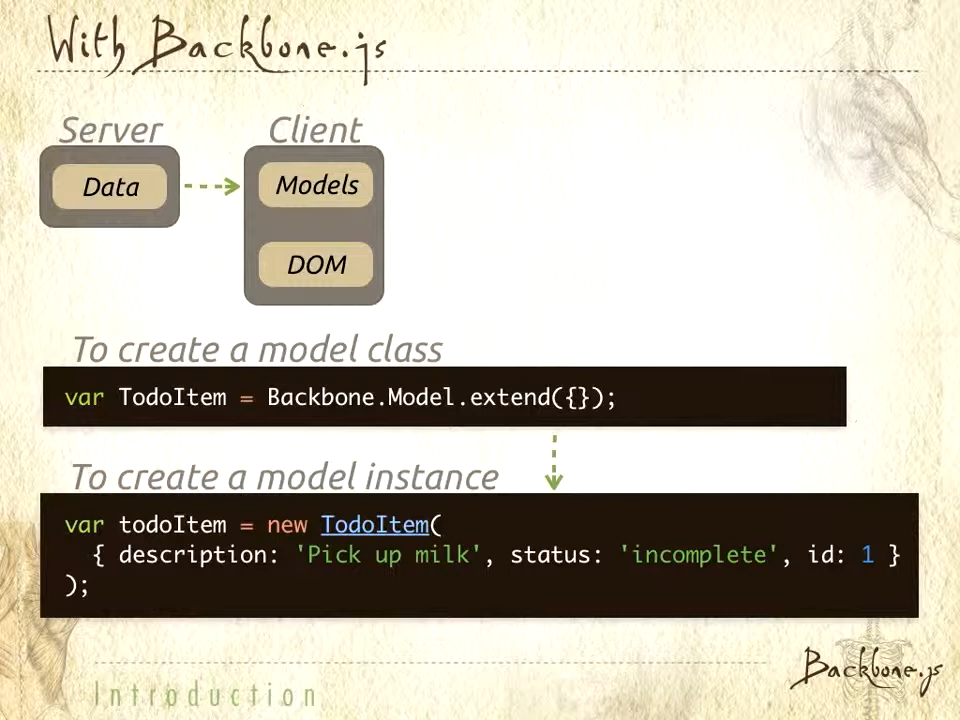 With Backbone.js
Server
Client
Data
Models
DOM
To create a model class
var TodoItem = Backbone.Model.extend({});
To create a model instance
var todoItem = new TodoItem(
{ description: 'Pick up milk', status: 'incomplete', id: 1 }
);
Backbone.js
Introduction